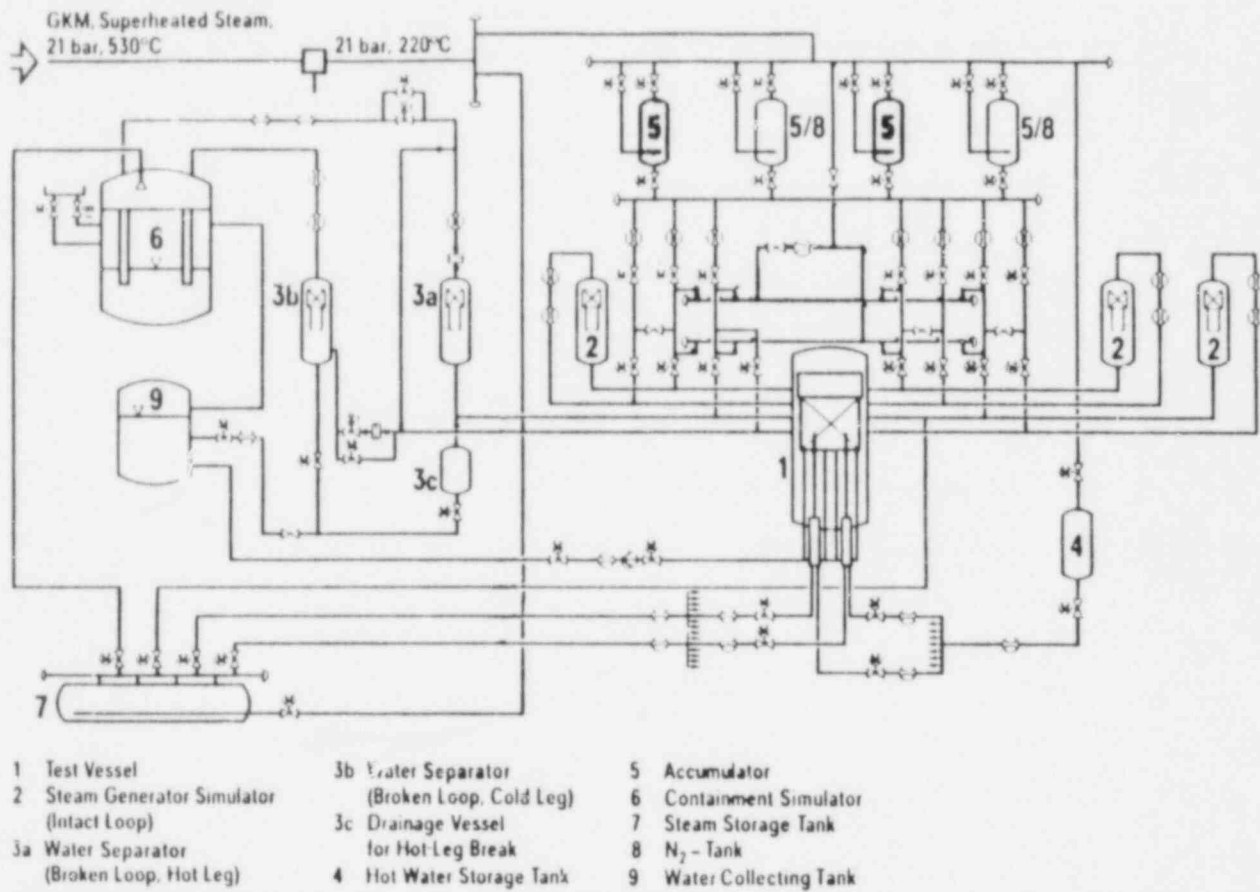 GKM, Superheated Steam,
21 bar, 530°C
21 bar, 220°C
5
5/8
5
5/8
6
3b
3a
2
2
2
9
3c
1
4
7
1 Test Vessel
2 Steam Generator Simulator
(Intact Loop)
3a Water Separator
(Broken Loop, Hot Leg)
3b Water Separator
(Broken Loop, Cold Leg)
3c Drainage Vessel
for Hot-Leg Break
4 Hot Water Storage Tank
5 Accumulator
6 Containment Simulator
7 Steam Storage Tank
8 N₂ - Tank
9 Water Collecting Tank